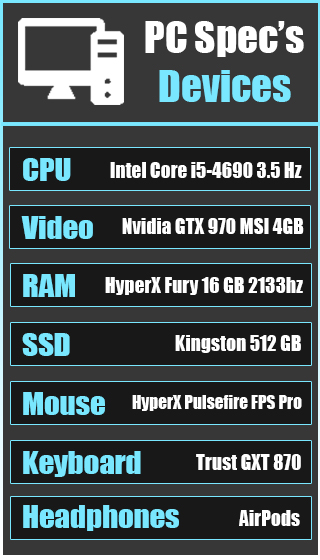 PC Spec's
Devices
CPU Intel Core i5-4690 3.5 Hz
Video Nvidia GTX 970 MSI 4GB
RAM HyperX Fury 16 GB 2133hz
SSD Kingston 512 GB
Mouse HyperX Pulsefire FPS Pro
Keyboard Trust GXT 870
Headphones AirPods